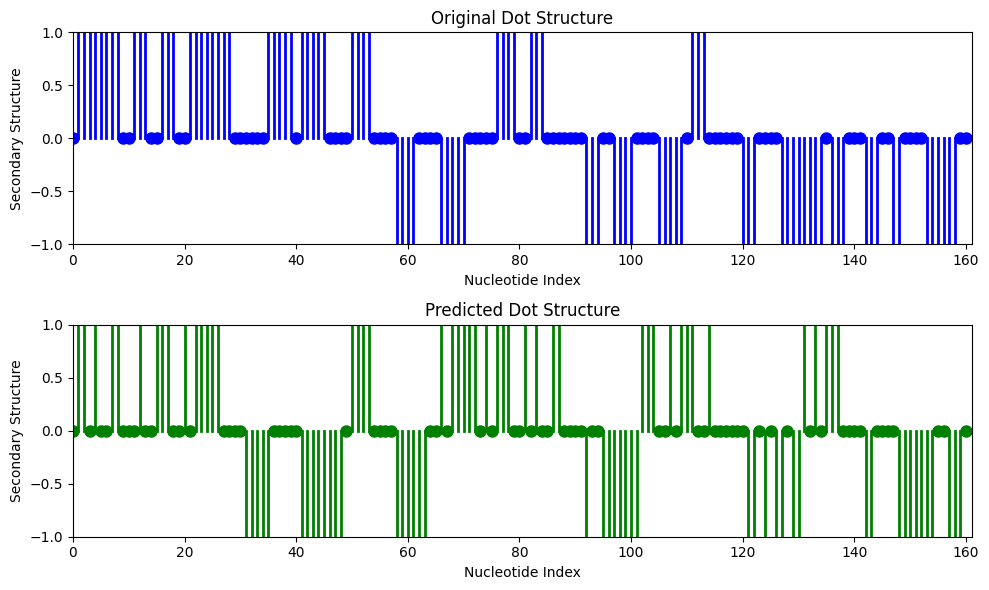 Original Dot Structure
1.0
0.5
0.0
−0.5
−1.0
Secondary Structure
0 20 40 60 80 100 120 140 160
Nucleotide Index
Predicted Dot Structure
1.0
0.5
0.0
−0.5
−1.0
Secondary Structure
0 20 40 60 80 100 120 140 160
Nucleotide Index